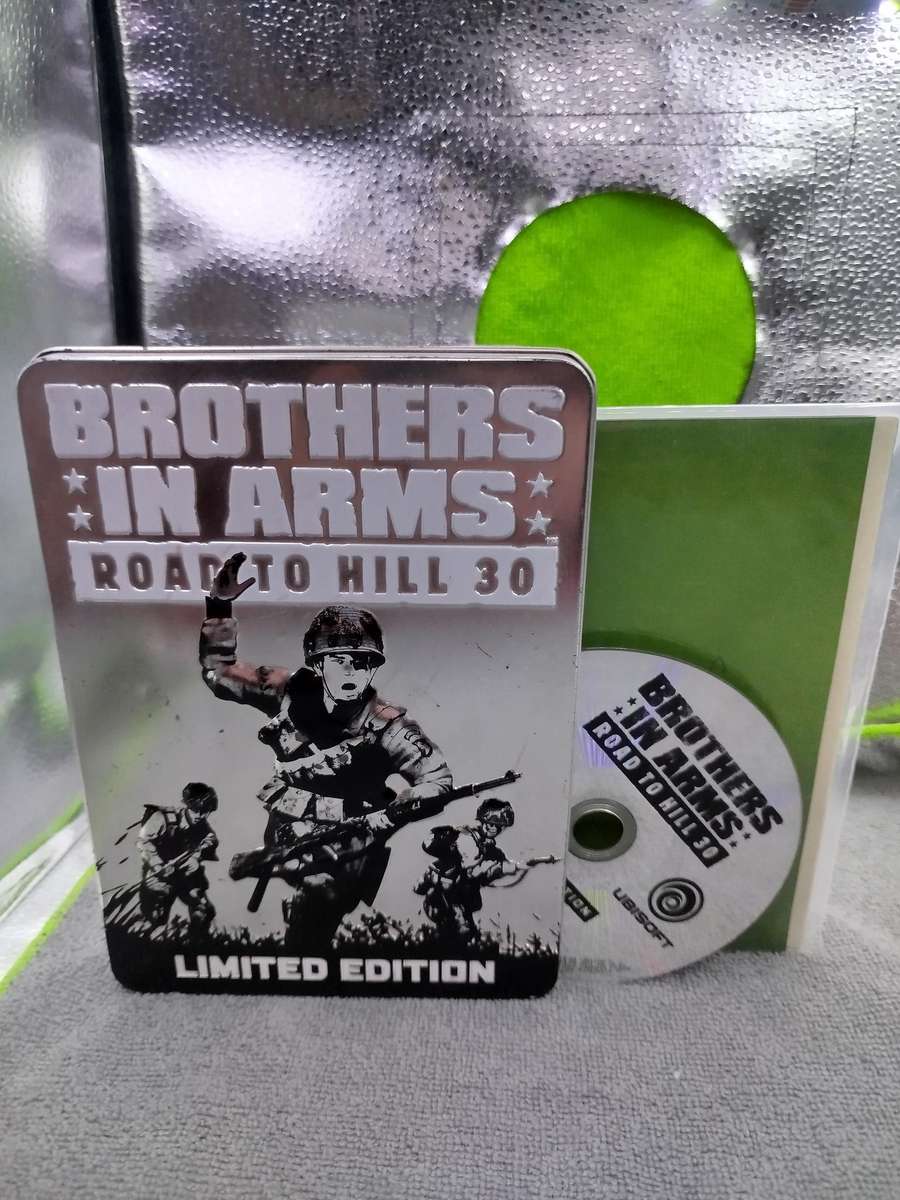 BROTHERS
IN ARMS
ROAD TO HILL 30
LIMITED EDITION
BROTHERS
IN ARMS
ROAD TO HILL 30
UBISOFT